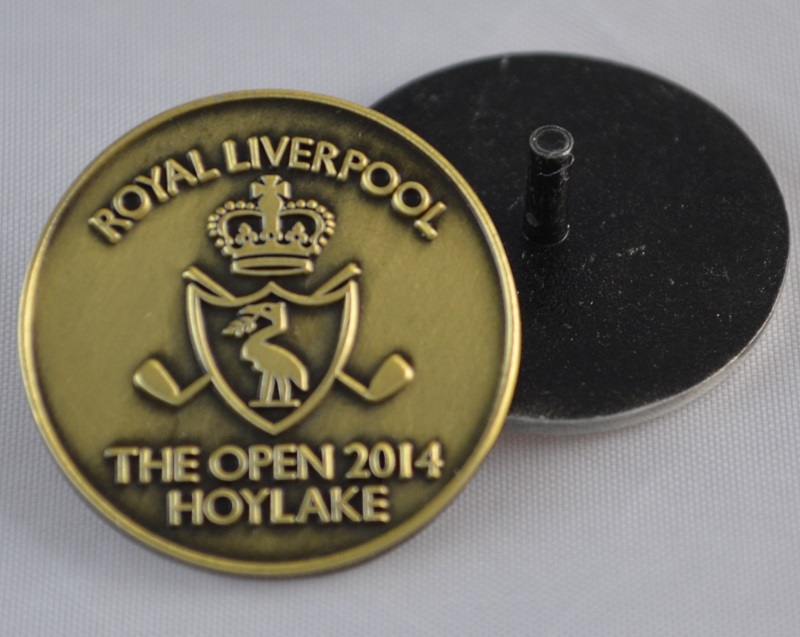 ROYAL LIVERPOOL
THE OPEN 2014
HOYLAKE